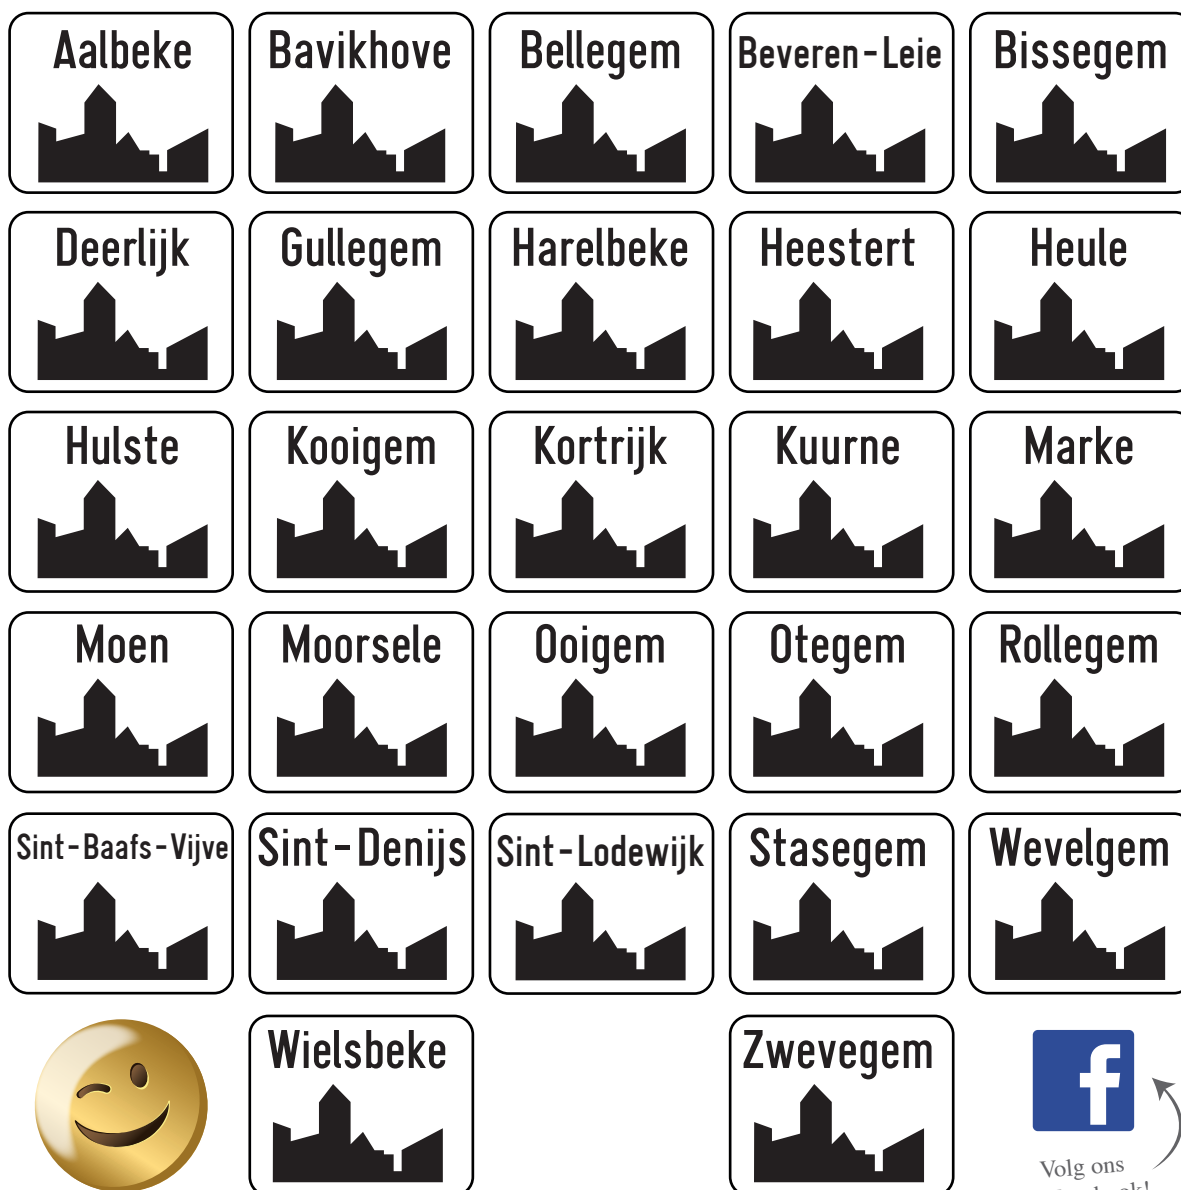 Aalbeke
Bavikhove
Bellegem
Beveren-Leie
Bissegem
Deerlijk
Gullegem
Harelbeke
Heestert
Heule
Hulste
Kooigem
Kortrijk
Kuurne
Marke
Moen
Moorsele
Ooigem
Otegem
Rollegem
Sint-Baafs-Vijve
Sint-Denijs
Sint-Lodewijk
Stasegem
Wevelgem
Wielsbeke
Zwevegem
f
Volg ons